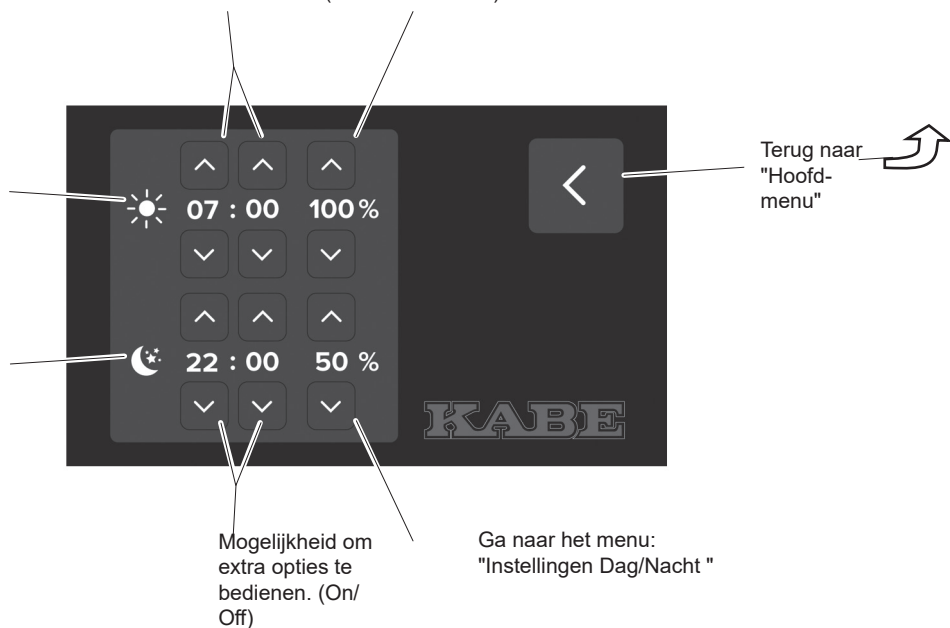 07 : 00 100 %
Terug naar
"Hoofd-
menu"
22 : 00 50 %
KABE
Mogelijkheid om
extra opties te
bedienen. (On/
Off)
Ga naar het menu:
"Instellingen Dag/Nacht "